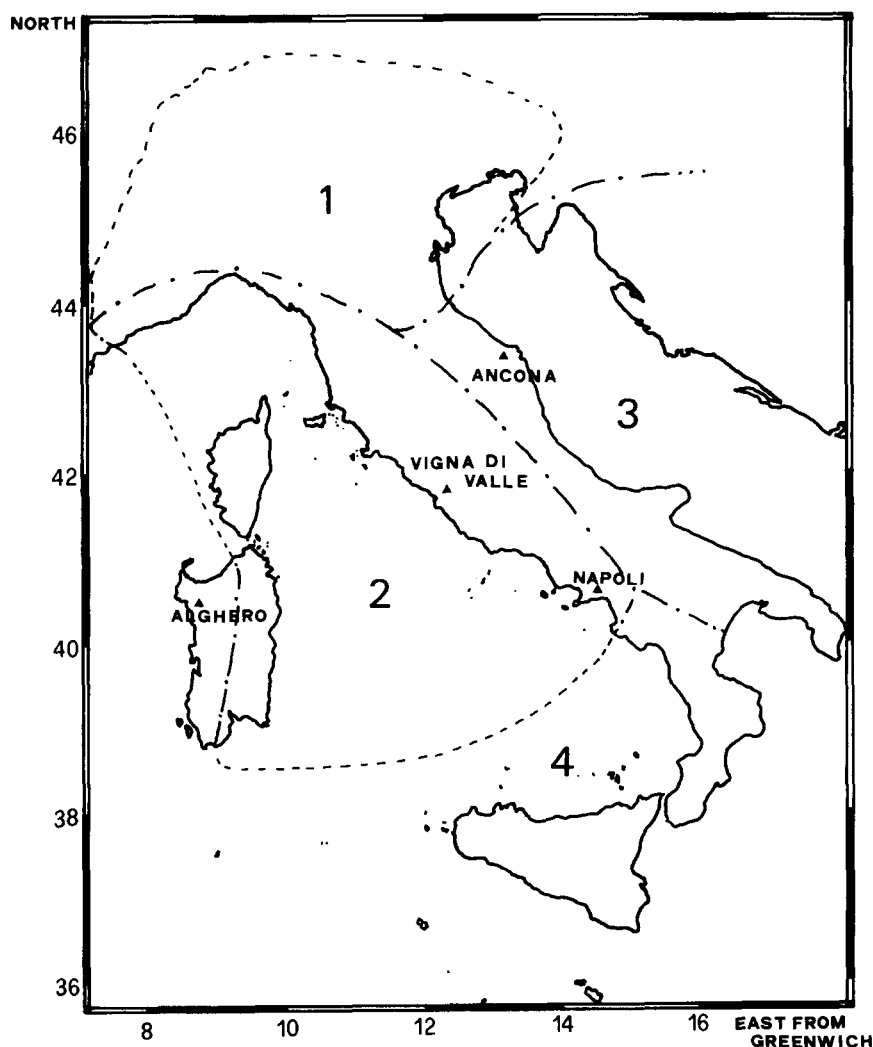 NORTH
46
1
44
ANCONA
3
VIGNA DI
VALLE
42
NAPOLI
2
ALGHERO
40
4
38
36
8 10 12 14 16
EAST FROM
GREENWICH